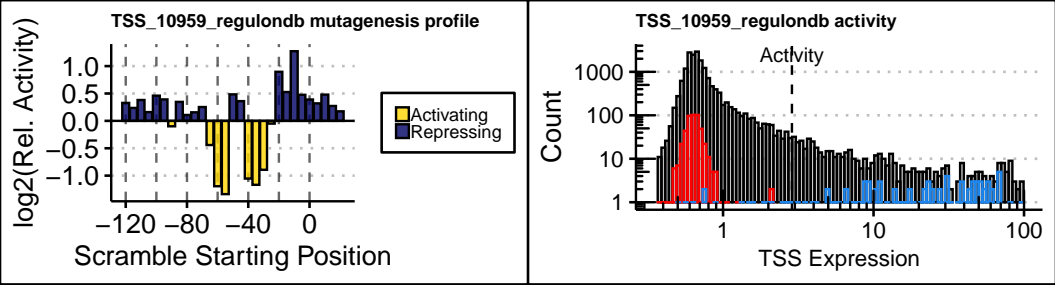 TSS_10959_regulondb mutagenesis profile
log2(Rel. Activity)
1.0
0.5
0.0
−0.5
−1.0
−120 −80 −40 0
Scramble Starting Position
Activating
Repressing
TSS_10959_regulondb activity
Activity
Count
1000
100
10
1
1 10 100
TSS Expression